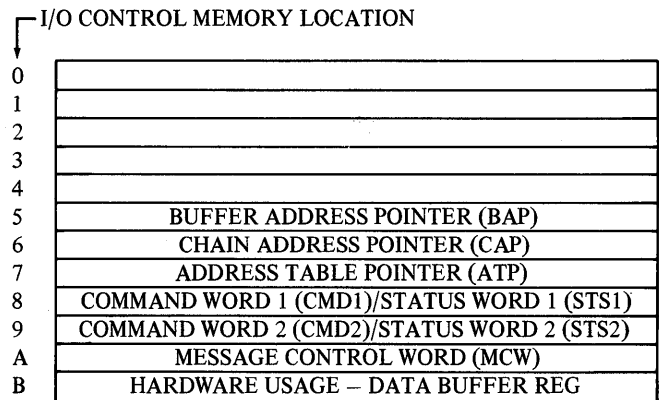 I/O CONTROL MEMORY LOCATION
0
1
2
3
4
5 BUFFER ADDRESS POINTER (BAP)
6 CHAIN ADDRESS POINTER (CAP)
7 ADDRESS TABLE POINTER (ATP)
8 COMMAND WORD 1 (CMD1)/STATUS WORD 1 (STS1)
9 COMMAND WORD 2 (CMD2)/STATUS WORD 2 (STS2)
A MESSAGE CONTROL WORD (MCW)
B HARDWARE USAGE – DATA BUFFER REG